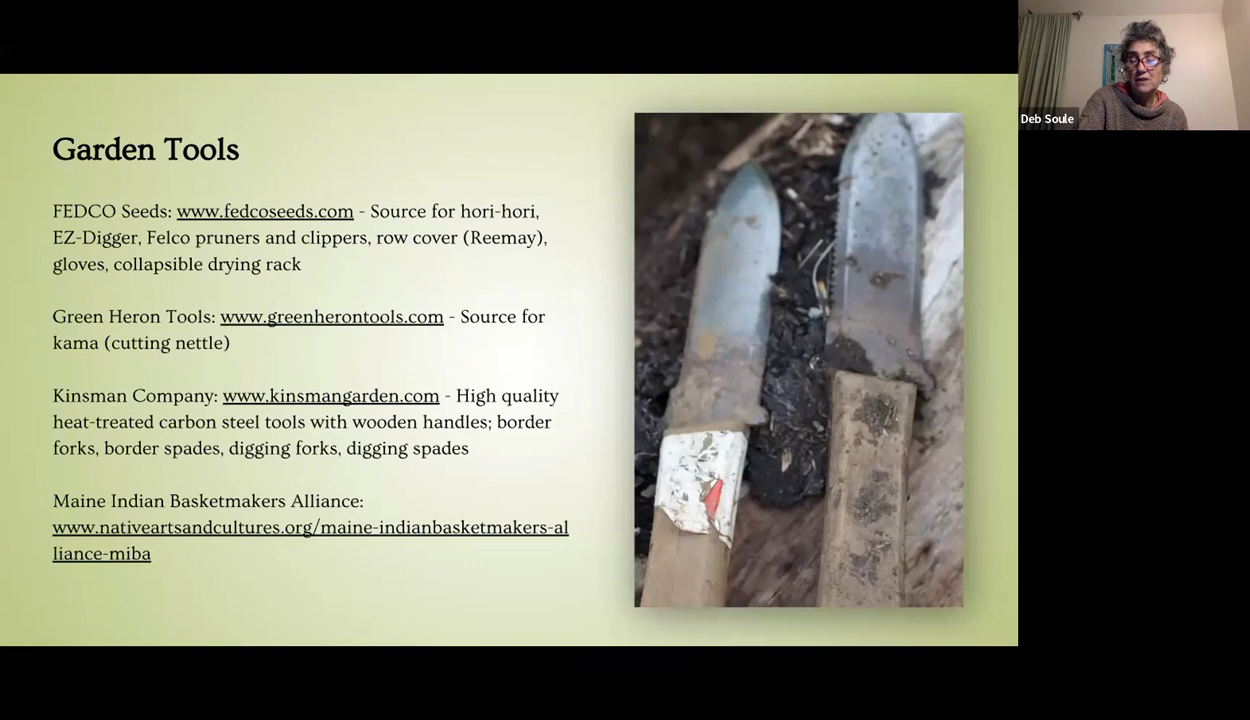 Garden Tools
FEDCO Seeds: www.fedcoseeds.com - Source for hori-hori,
EZ-Digger, Felco pruners and clippers, row cover (Reemay),
gloves, collapsible drying rack
Green Heron Tools: www.greenherontools.com - Source for
kama (cutting nettle)
Kinsman Company: www.kinsmangarden.com - High quality
heat-treated carbon steel tools with wooden handles; border
forks, border spades, digging forks, digging spades
Maine Indian Basketmakers Alliance:
www.nativeartsandcultures.org/maine-indianbasketmakers-al
liance-miba
Deb Soule